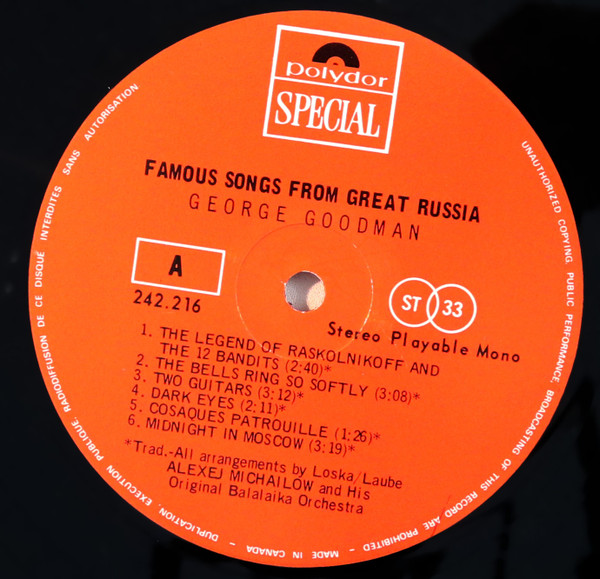 polydor
SPECIAL
FAMOUS SONGS FROM GREAT RUSSIA
GEORGE GOODMAN
A
242.216
ST 33
Stereo Playable Mono
1. THE LEGEND OF RASKOLNIKOFF AND
THE 12 BANDITS (2:40)*
2. THE BELLS RING SO SOFTLY (3:08)*
3. TWO GUITARS (3:12)*
4. DARK EYES (2:11)*
5. COSAQUES PATROUILLE (1:26)*
6. MIDNIGHT IN MOSCOW (3:19)*
*Trad.-All arrangements by Loska/Laube
ALEXEJ MICHAILOW and His
Original Balalaika Orchestra
UNAUTHORIZED COPYING, PUBLIC PERFORMANCE, BROADCASTING OF THIS RECORD ARE PROHIBITED – MADE IN CANADA – DUPLICATION, EXECUTION PUBLIQUE, RADIODIFFUSION DE CE DISQUE INTERDITES SANS AUTORISATION